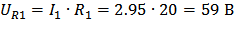 U_{R1} = I_1 · R_1 = 2.95 · 20 = 59 В